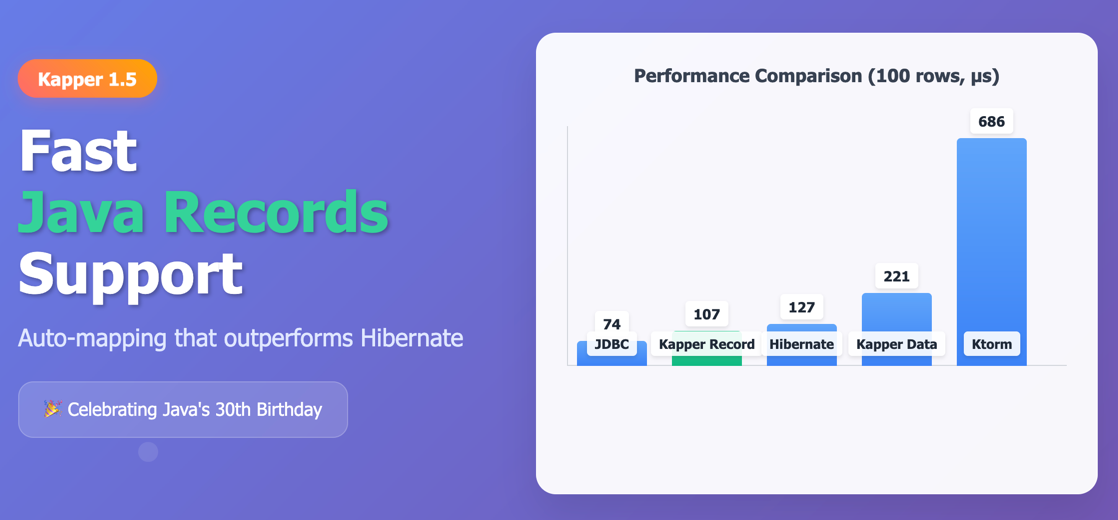 Kapper 1.5
Fast
Java Records
Support
Auto-mapping that outperforms Hibernate
🎉 Celebrating Java's 30th Birthday
Performance Comparison (100 rows, μs)
74
107
127
221
686
JDBC
Kapper Record
Hibernate
Kapper Data
Ktorm